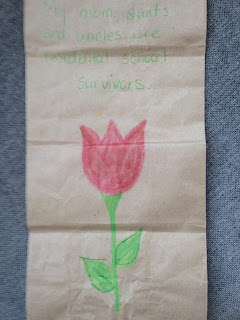 My mom, aunts
and uncles are
residential school
survivors.